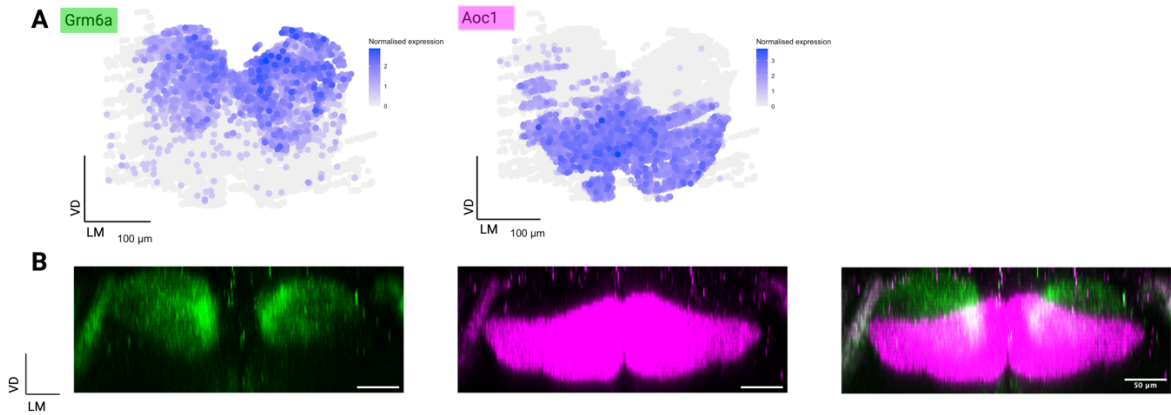 A
Grm6a
Normalised expression
2
1
0
VD
LM
100 µm
Aoc1
Normalised expression
3
2
1
0
VD
LM
100 µm
B
VD
LM
50 µm